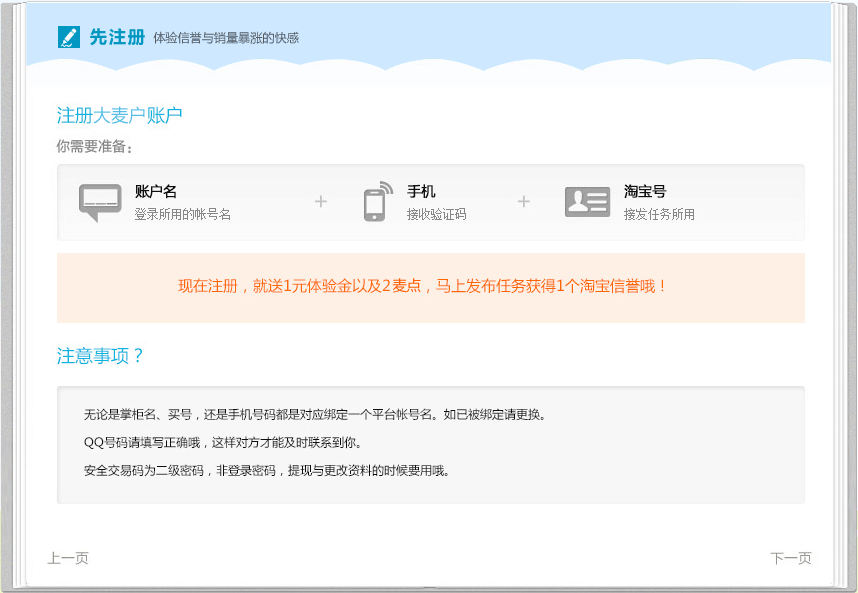 先注册 体验信誉与销量暴涨的快感
注册大麦户账户
你需要准备：
账户名
登录所用的帐号名
+
手机
接收验证码
+
淘宝号
接发任务所用
现在注册，就送1元体验金以及2麦点，马上发布任务获得1个淘宝信誉哦！
注意事项？
无论是掌柜名、买号，还是手机号码都是对应绑定一个平台帐号名。如已被绑定请更换。
QQ号码请填写正确哦，这样对方才能及时联系到你。
安全交易码为二级密码，非登录密码，提现与更改资料的时候要用哦。
上一页 下一页